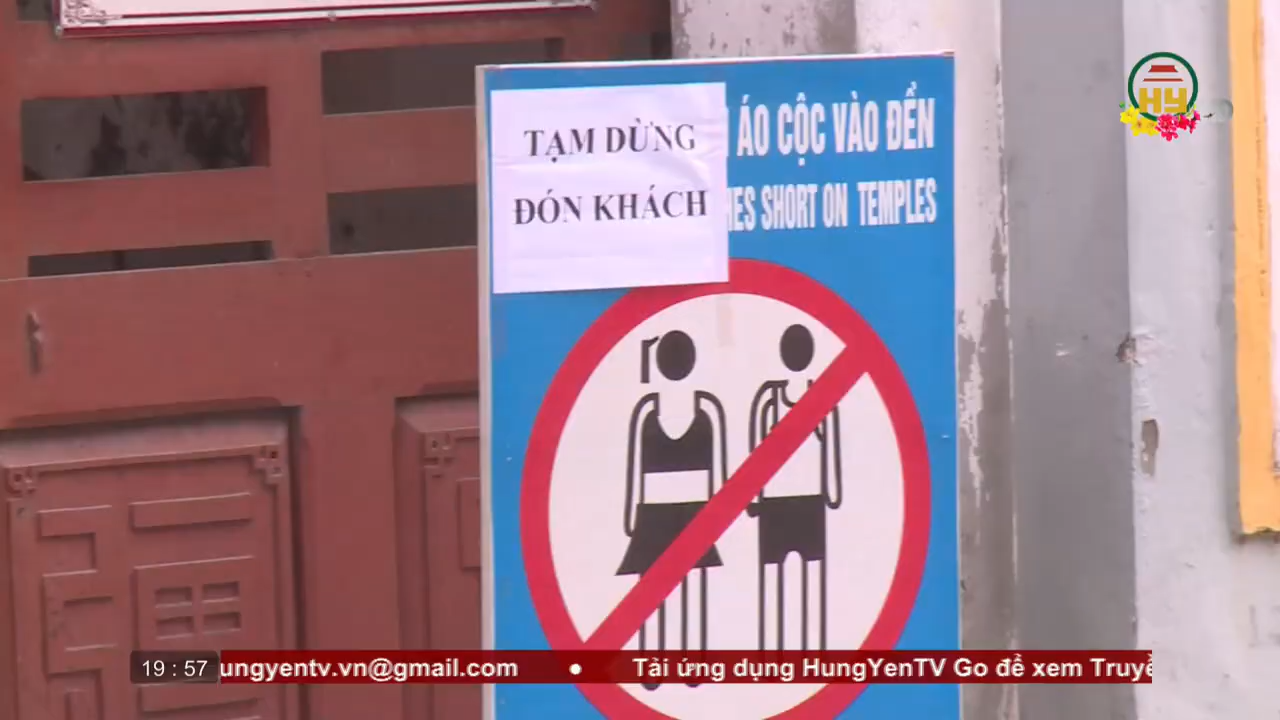 TẠM DỪNG
ĐÓN KHÁCH
ÁO CỘC VÀO ĐỀN
SHORT ON TEMPLES
HY
19 : 57
ungyentv.vn@gmail.com • Tải ứng dụng HungYenTV Go để xem